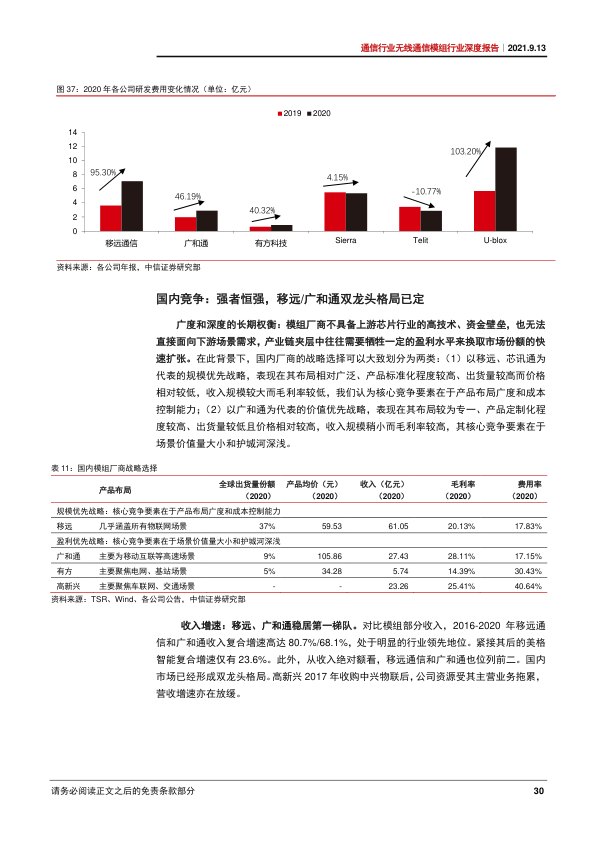 通信行业无线通信模组行业深度报告｜2021.9.13
图 37：2020 年各公司研发费用变化情况（单位：亿元）
2019 2020
14
12
10
8
6
4
2
0
95.30%
46.19%
40.32%
4.15%
-10.77%
103.20%
移远通信 广和通 有方科技 Sierra Telit U-blox
资料来源：各公司年报，中信证券研究部
国内竞争：强者恒强，移远/广和通双龙头格局已定
广度和深度的长期权衡：模组厂商不具备上游芯片行业的高技术、资金壁垒，也无法
直接面向下游场景需求，产业链夹层中往往需要牺牲一定的盈利水平来换取市场份额的快
速扩张。在此背景下，国内厂商的战略选择可以大致划分为两类：（1）以移远、芯讯通为
代表的规模优先战略，表现在其布局相对广泛、产品标准化程度较高、出货量较高而价格
相对较低，收入规模较大而毛利率较低，我们认为核心竞争要素在于产品布局广度和成本
控制能力；（2）以广和通为代表的价值优先战略，表现在其布局较为专一、产品定制化程
度较高、出货量较低且价格相对较高，收入规模稍小而毛利率较高，其核心竞争要素在于
场景价值量大小和护城河深浅。
表 11：国内模组厂商战略选择
产品布局 全球出货量份额（2020） 产品均价（元）（2020） 收入（亿元）（2020） 毛利率（2020） 费用率（2020）
规模优先战略：核心竞争要素在于产品布局广度和成本控制能力
移远 几乎涵盖所有物联网场景 37% 59.53 61.05 20.13% 17.83%
盈利优先战略：核心竞争要素在于场景价值量大小和护城河深浅
广和通 主要为移动互联等高速场景 9% 105.86 27.43 28.11% 17.15%
有方 主要聚焦电网、基站场景 5% 34.28 5.74 14.39% 30.43%
高新兴 主要聚焦车联网、交通场景 - - 23.26 25.41% 40.64%
资料来源：TSR、Wind、各公司公告，中信证券研究部
收入增速：移远、广和通稳居第一梯队。对比模组部分收入，2016-2020 年移远通
信和广和通收入复合增速高达 80.7%/68.1%，处于明显的行业领先地位。紧接其后的美格
智能复合增速仅有 23.6%。此外，从收入绝对额看，移远通信和广和通也位列前二。国内
市场已经形成双龙头格局。高新兴 2017 年收购中兴物联后，公司资源受其主营业务拖累，
营收增速亦在放缓。
请务必阅读正文之后的免责条款部分 30